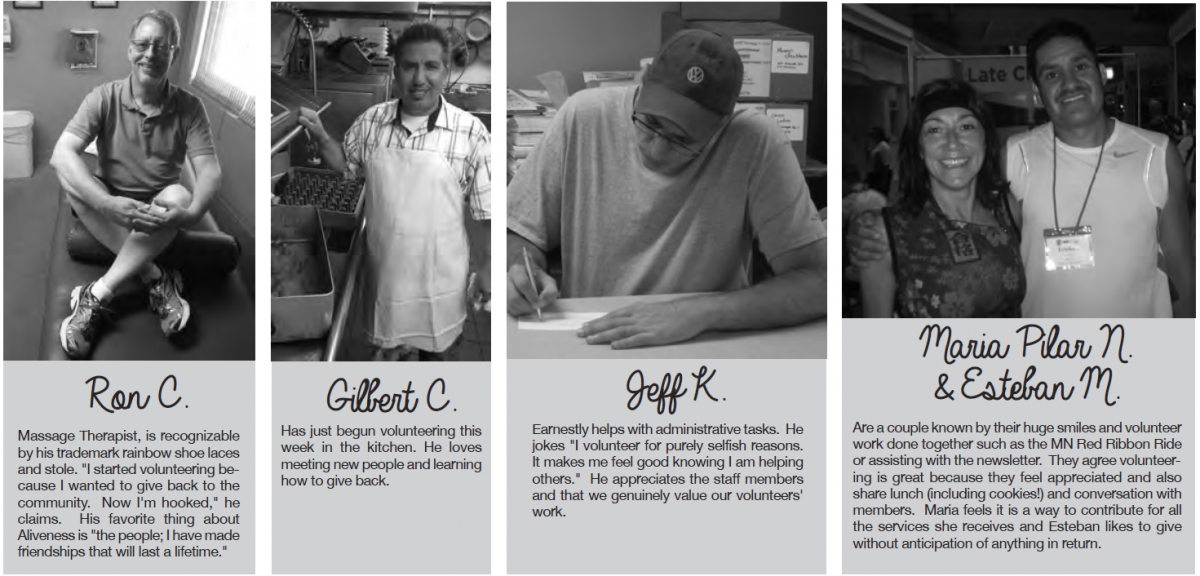 Late C
Ron C.
Massage Therapist, is recognizable
by his trademark rainbow shoe laces
and stole. "I started volunteering be-
cause I wanted to give back to the
community. Now I'm hooked," he
claims. His favorite thing about
Aliveness is "the people; I have made
friendships that will last a lifetime."
Gilbert C.
Has just begun volunteering this
week in the kitchen. He loves
meeting new people and learning
how to give back.
Jeff K.
Earnestly helps with administrative tasks. He
jokes "I volunteer for purely selfish reasons.
It makes me feel good knowing I am helping
others." He appreciates the staff members
and that we genuinely value our volunteers'
work.
Maria Pilar N.
& Esteban M.
Are a couple known by their huge smiles and volunteer
work done together such as the MN Red Ribbon Ride
or assisting with the newsletter. They agree volunteer-
ing is great because they feel appreciated and also
share lunch (including cookies!) and conversation with
members. Maria feels it is a way to contribute for all
the services she receives and Esteban likes to give
without anticipation of anything in return.